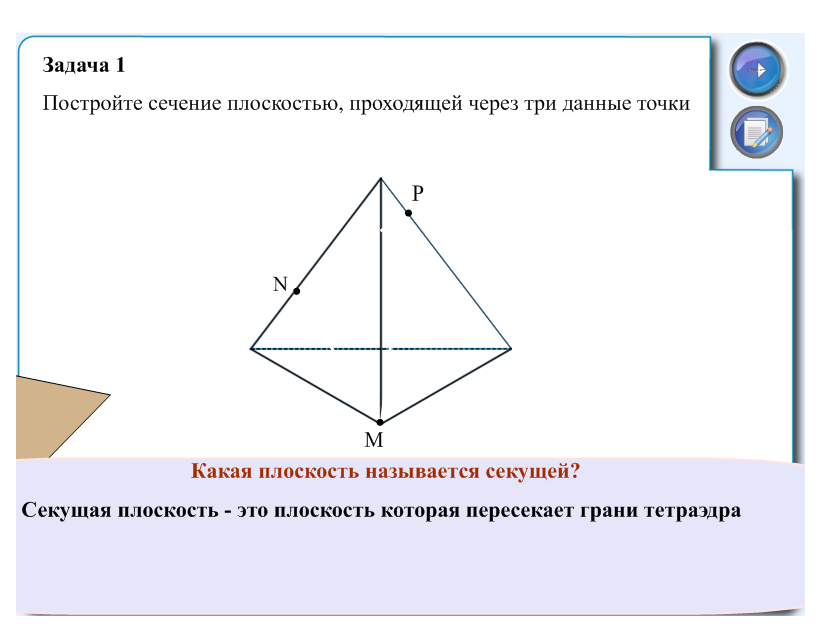 Задача 1
Постройте сечение плоскостью, проходящей через три данные точки
P
N
M
Какая плоскость называется секущей?
Секущая плоскость - это плоскость которая пересекает грани тетраэдра